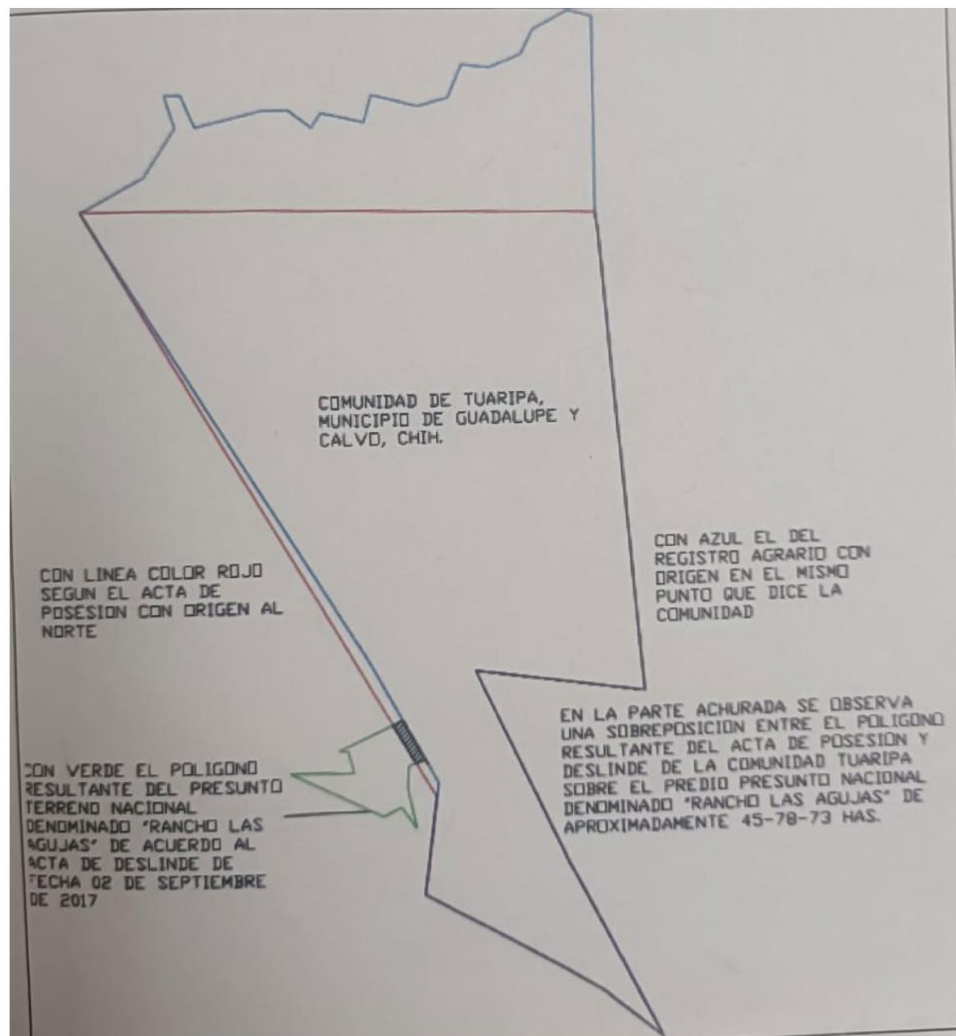 COMUNIDAD DE TUARIPA,
MUNICIPIO DE GUADALUPE Y
CALVO, CHIH.
CON LINEA COLOR ROJO
SEGUN EL ACTA DE
POSESION CON ORIGEN AL
NORTE
CON AZUL EL DEL
REGISTRO AGRARIO CON
ORIGEN EN EL MISMO
PUNTO QUE DICE LA
COMUNIDAD
EN LA PARTE ACHURADA SE OBSERVA
UNA SOBREPOSICION ENTRE EL POLIGONO
RESULTANTE DEL ACTA DE POSESION Y
DESLINDE DE LA COMUNIDAD TUARIPA
SOBRE EL PREDIO PRESUNTO NACIONAL
DENOMINADO "RANCHO LAS AGUJAS" DE
APROXIMADAMENTE 45-78-73 HAS.
CON VERDE EL POLIGONO
RESULTANTE DEL PRESUNTO
TERRENO NACIONAL
DENOMINADO "RANCHO LAS
AGUJAS" DE ACUERDO AL
ACTA DE DESLINDE DE
FECHA 02 DE SEPTIEMBRE
DE 2017